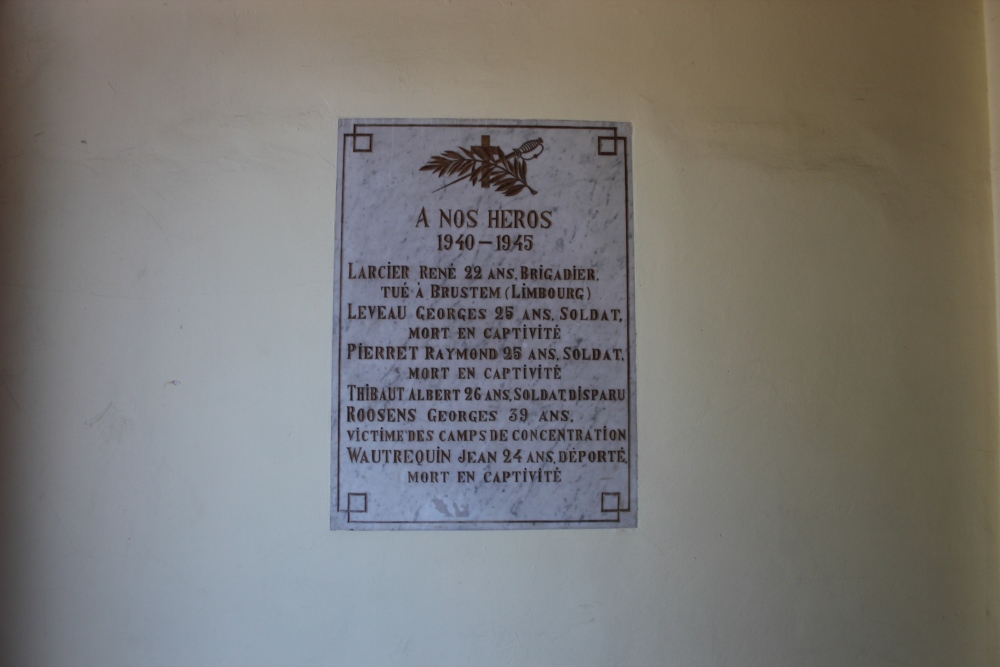 A NOS HEROS
1940-1945
LARCIER RENÉ 22 ANS, BRIGADIER.
TUÉ À BRUSTEM (LIMBOURG)
LEVEAU GEORGES 25 ANS, SOLDAT,
MORT EN CAPTIVITÉ
PIERRET RAYMOND 25 ANS, SOLDAT,
MORT EN CAPTIVITÉ
THIBAUT ALBERT 26 ANS, SOLDAT, DISPARU
ROOSENS GEORGES 39 ANS,
VICTIME DES CAMPS DE CONCENTRATION
WAUTREQUIN JEAN 24 ANS, DÉPORTÉ,
MORT EN CAPTIVITÉ